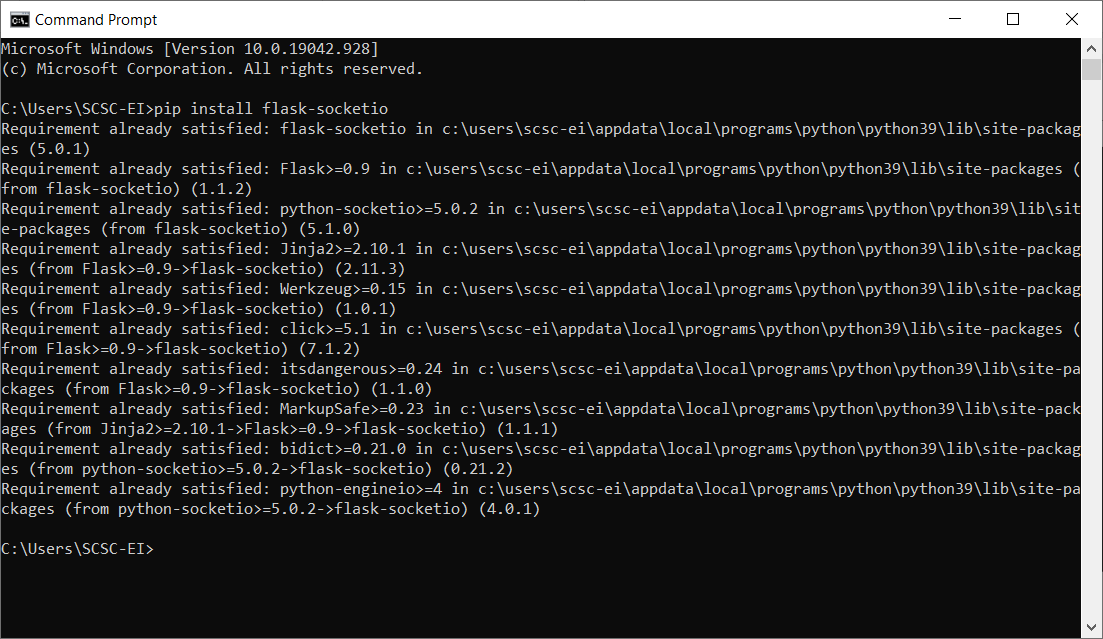 Command Prompt
Microsoft Windows [Version 10.0.19042.928]
(c) Microsoft Corporation. All rights reserved.
C:\Users\SCSC-EI>pip install flask-socketio
Requirement already satisfied: flask-socketio in c:\users\scsc-ei\appdata\local\programs\python\python39\lib\site-packag
es (5.0.1)
Requirement already satisfied: Flask>=0.9 in c:\users\scsc-ei\appdata\local\programs\python\python39\lib\site-packages (
from flask-socketio) (1.1.2)
Requirement already satisfied: python-socketio>=5.0.2 in c:\users\scsc-ei\appdata\local\programs\python\python39\lib\sit
e-packages (from flask-socketio) (5.1.0)
Requirement already satisfied: Jinja2>=2.10.1 in c:\users\scsc-ei\appdata\local\programs\python\python39\lib\site-packag
es (from Flask>=0.9->flask-socketio) (2.11.3)
Requirement already satisfied: Werkzeug>=0.15 in c:\users\scsc-ei\appdata\local\programs\python\python39\lib\site-packag
es (from Flask>=0.9->flask-socketio) (1.0.1)
Requirement already satisfied: click>=5.1 in c:\users\scsc-ei\appdata\local\programs\python\python39\lib\site-packages (
from Flask>=0.9->flask-socketio) (7.1.2)
Requirement already satisfied: itsdangerous>=0.24 in c:\users\scsc-ei\appdata\local\programs\python\python39\lib\site-pa
ckages (from Flask>=0.9->flask-socketio) (1.1.0)
Requirement already satisfied: MarkupSafe>=0.23 in c:\users\scsc-ei\appdata\local\programs\python\python39\lib\site-pack
ages (from Jinja2>=2.10.1->Flask>=0.9->flask-socketio) (1.1.1)
Requirement already satisfied: bidict>=0.21.0 in c:\users\scsc-ei\appdata\local\programs\python\python39\lib\site-packag
es (from python-socketio>=5.0.2->flask-socketio) (0.21.2)
Requirement already satisfied: python-engineio>=4 in c:\users\scsc-ei\appdata\local\programs\python\python39\lib\site-pa
ckages (from python-socketio>=5.0.2->flask-socketio) (4.0.1)
C:\Users\SCSC-EI>